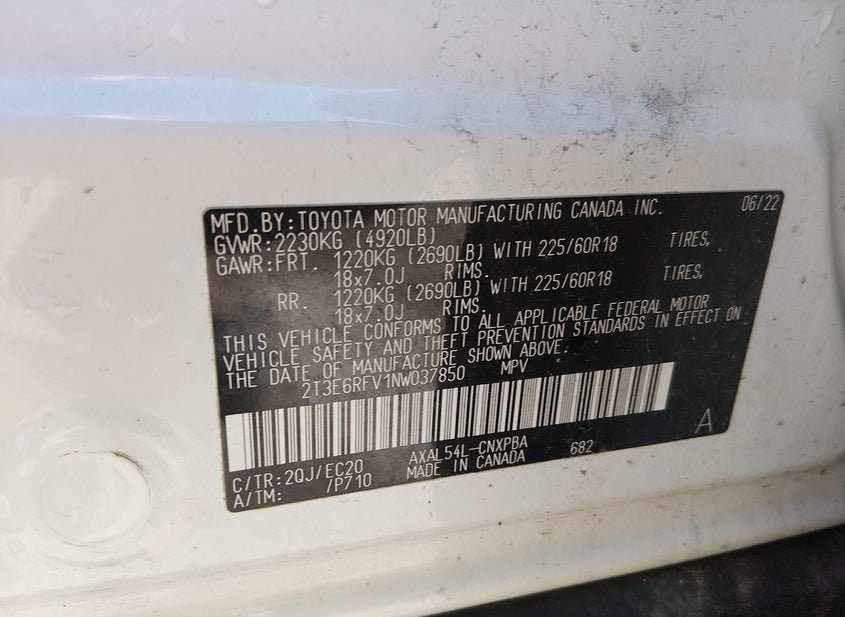 MFD.BY:TOYOTA MOTOR MANUFACTURING CANADA INC. 06/22
GVWR:2230KG (4920LB)
GAWR:FRT. 1220KG (2690LB) WITH 225/60R18 TIRES,
18x7.0J RIMS.
RR. 1220KG (2690LB) WITH 225/60R18 TIRES,
18x7.0J RIMS.
THIS VEHICLE CONFORMS TO ALL APPLICABLE FEDERAL MOTOR
VEHICLE SAFETY AND THEFT PREVENTION STANDARDS IN EFFECT ON
THE DATE OF MANUFACTURE SHOWN ABOVE.
2T3E6RFV1NW037850 MPV
A
C/TR:2QJ/EC20 AXAL54L-CNXPBA 682
A/TM: /P710 MADE IN CANADA